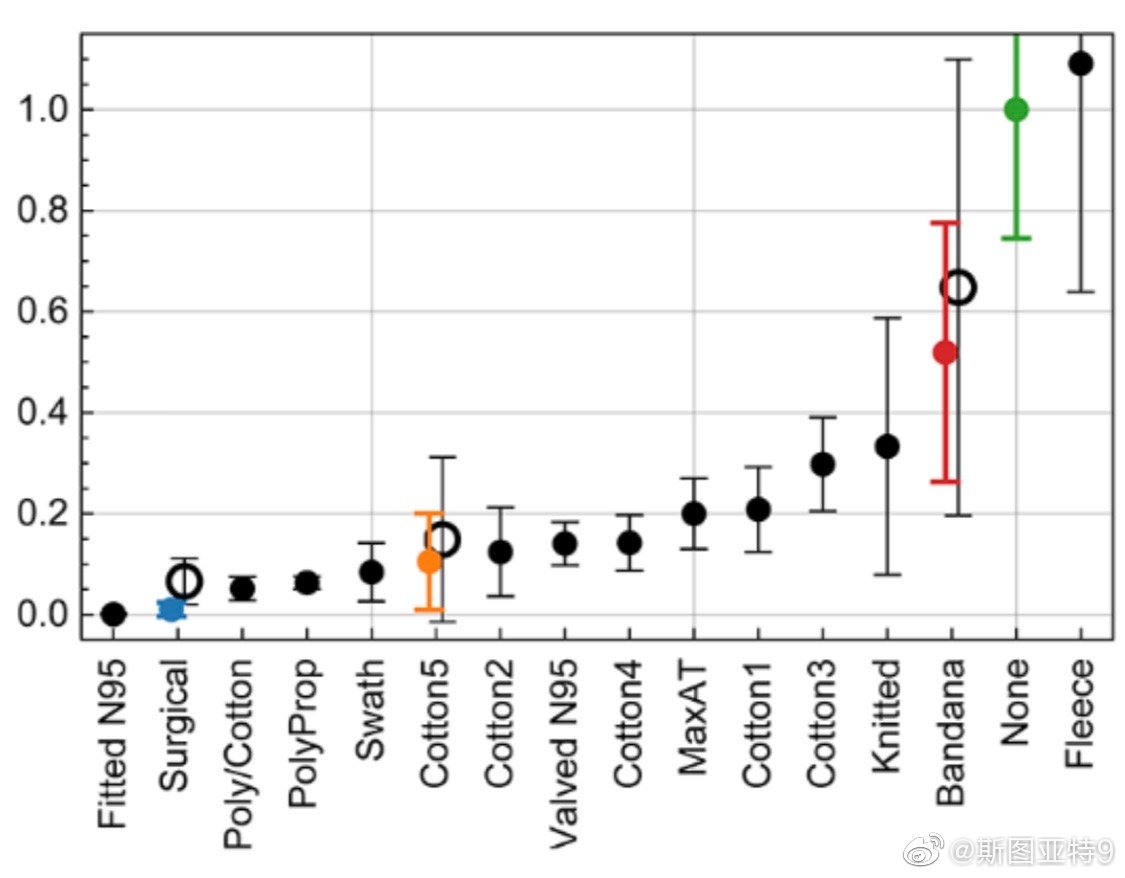 1.0
0.8
0.6
0.4
0.2
0.0
Fitted N95
Surgical
Poly/Cotton
PolyProp
Swath
Cotton5
Cotton2
Valved N95
Cotton4
MaxAT
Cotton1
Cotton3
Knitted
Bandana
None
Fleece
@斯图亚特9